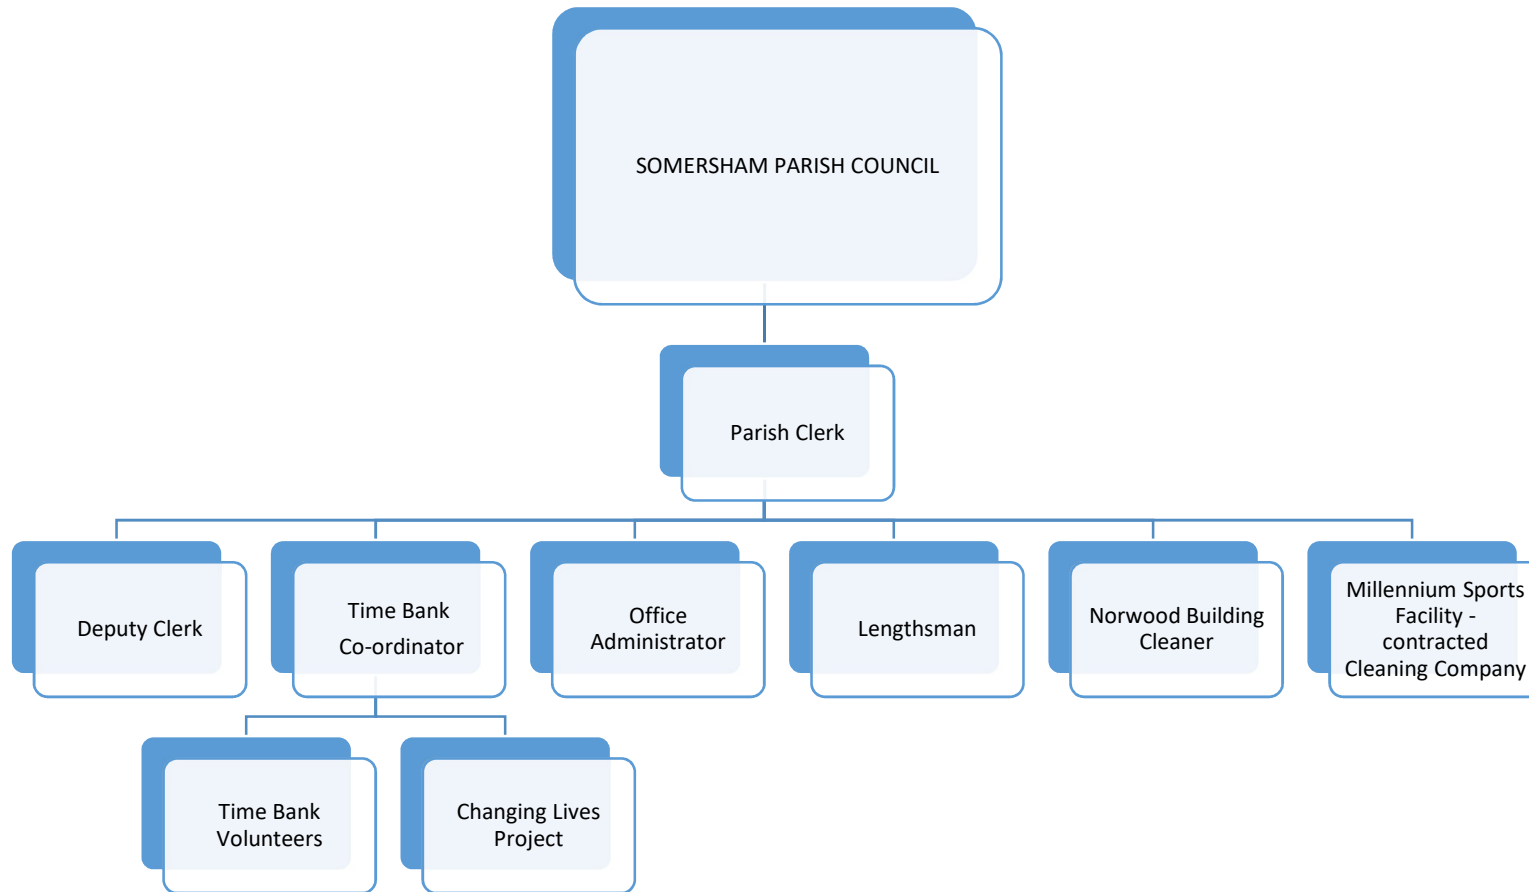 SOMERSHAM PARISH COUNCIL
Parish Clerk
Deputy Clerk
Time Bank
Co-ordinator
Office
Administrator
Lengthsman
Norwood Building
Cleaner
Millennium Sports
Facility -
contracted
Cleaning Company
Time Bank
Volunteers
Changing Lives
Project